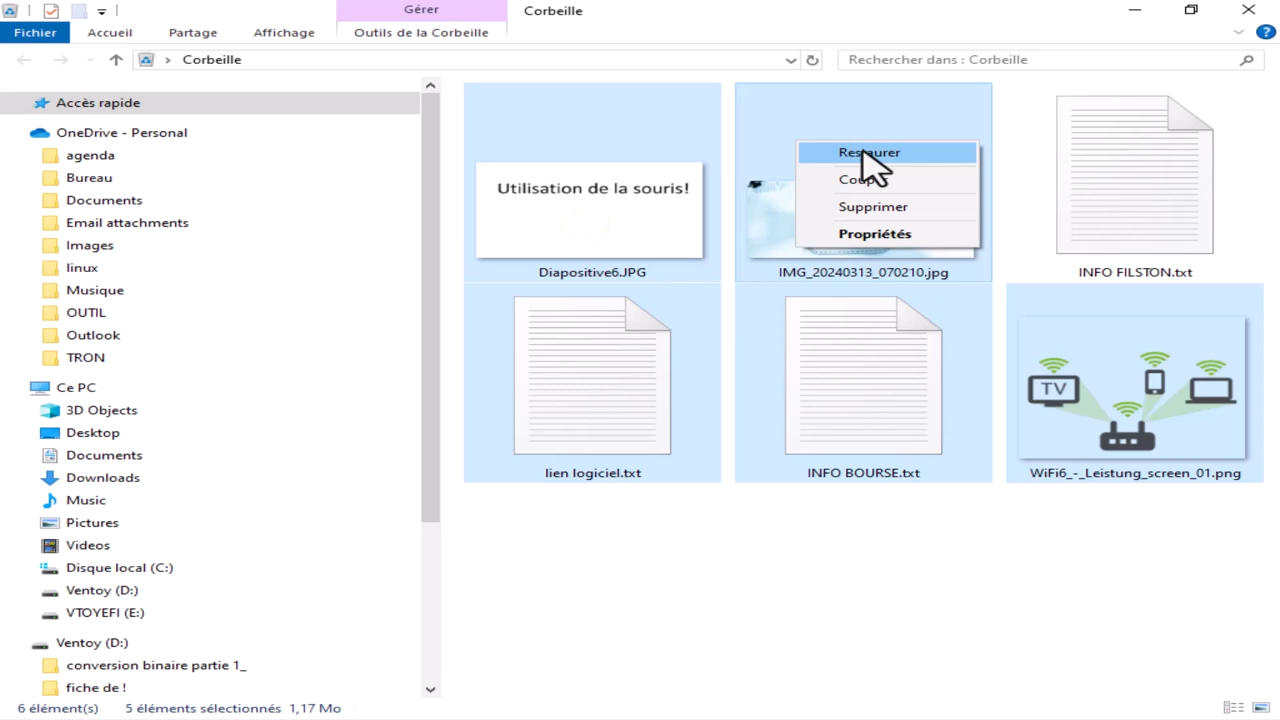 Gérer
Corbeille
Fichier
Accueil
Partage
Affichage
Outils de la Corbeille
Corbeille
Rechercher dans : Corbeille
Accès rapide
OneDrive - Personal
agenda
Bureau
Documents
Email attachments
Images
linux
Musique
OUTIL
Outlook
TRON
Ce PC
3D Objects
Desktop
Documents
Downloads
Music
Pictures
Videos
Disque local (C:)
Ventoy (D:)
VTOYEFI (E:)
Ventoy (D:)
conversion binaire partie 1_
fiche de !
Utilisation de la souris!
Diapositive6.JPG
Restaurer
Supprimer
Propriétés
IMG_20240313_070210.jpg
INFO FILSTON.txt
lien logiciel.txt
INFO BOURSE.txt
TV
WiFi6_-_Leistung_screen_01.png
6 élément(s)
5 éléments sélectionnés 1,17 Mo